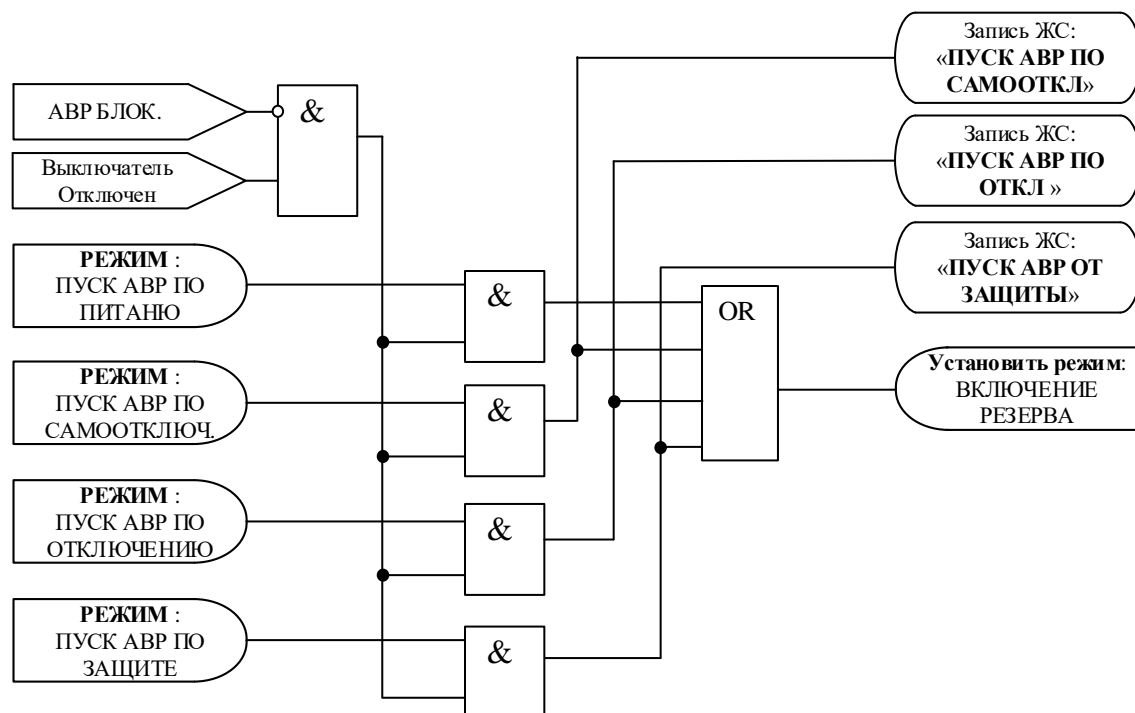 АВР БЛОК.
Выключатель
Отключен
&
РЕЖИМ :
ПУСК АВР ПО
ПИТАНЮ
РЕЖИМ :
ПУСК АВР ПО
САМООТКЛЮЧ.
РЕЖИМ :
ПУСК АВР ПО
ОТКЛЮЧЕНИЮ
РЕЖИМ :
ПУСК АВР ПО
ЗАЩИТЕ
&
&
&
&
OR
Запись ЖС:
«ПУСК АВР ПО
САМООТКЛ»
Запись ЖС:
«ПУСК АВР ПО
ОТКЛ »
Запись ЖС:
«ПУСК АВР ОТ
ЗАЩИТЫ»
Установить режим:
ВКЛЮЧЕНИЕ
РЕЗЕРВА